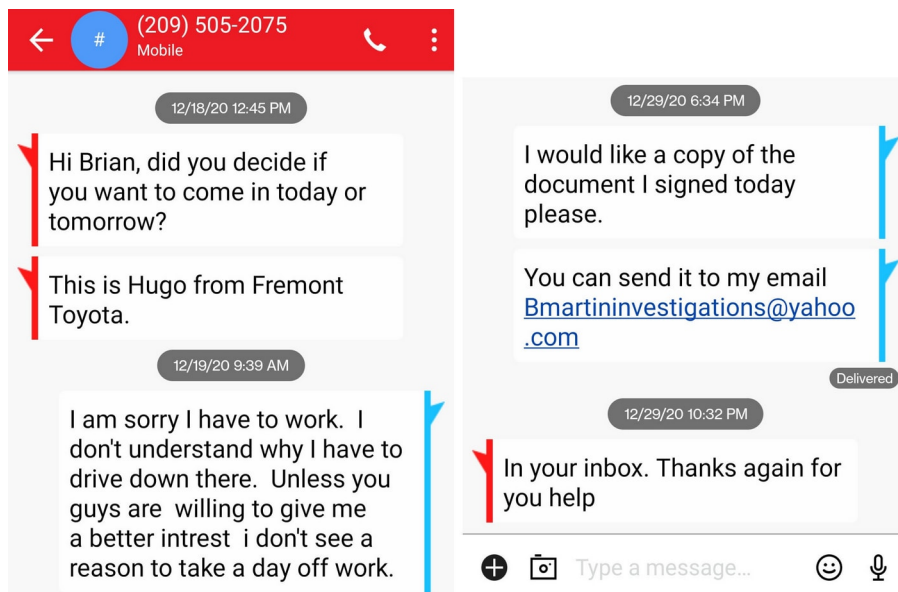 (209) 505-2075
#
Mobile
12/18/20 12:45 PM
Hi Brian, did you decide if
you want to come in today or
tomorrow?
This is Hugo from Fremont
Toyota.
12/19/20 9:39 AM
I am sorry I have to work.  I
don't understand why I have to
drive down there.  Unless you
guys are  willing to give me
a better intrest  i don't see a
reason to take a day off work.
12/29/20 6:34 PM
I would like a copy of the
document I signed today
please.
You can send it to my email
Bmartininvestigations@yahoo
.com
Delivered
12/29/20 10:32 PM
In your inbox. Thanks again for
you help
Type a message...